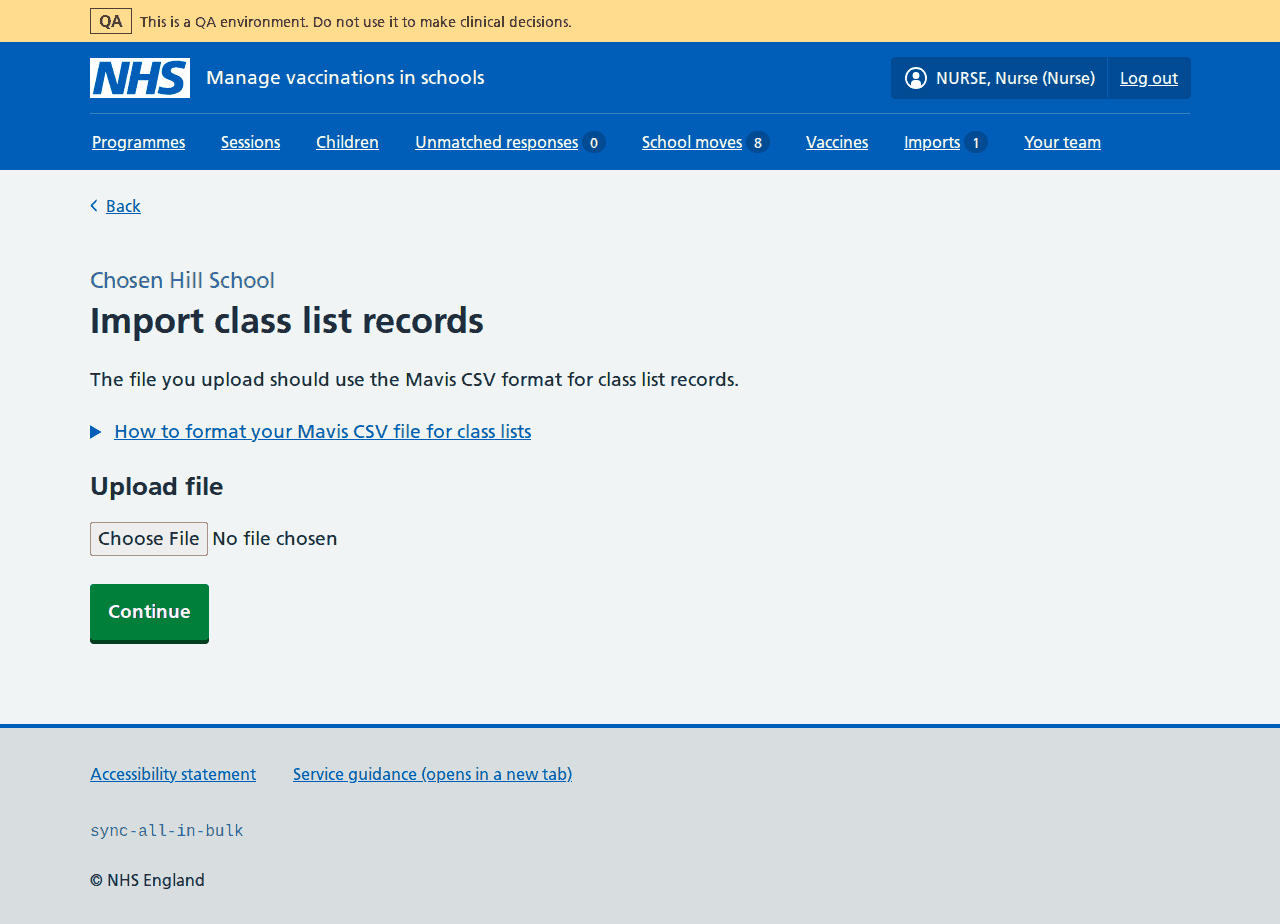 QA This is a QA environment. Do not use it to make clinical decisions.
NHS Manage vaccinations in schools NURSE, Nurse (Nurse) Log out
Programmes Sessions Children Unmatched responses 0 School moves 8 Vaccines Imports 1 Your team
Back
Chosen Hill School
Import class list records
The file you upload should use the Mavis CSV format for class list records.
How to format your Mavis CSV file for class lists
Upload file
Choose File No file chosen
Continue
Accessibility statement Service guidance (opens in a new tab)
sync-all-in-bulk
© NHS England